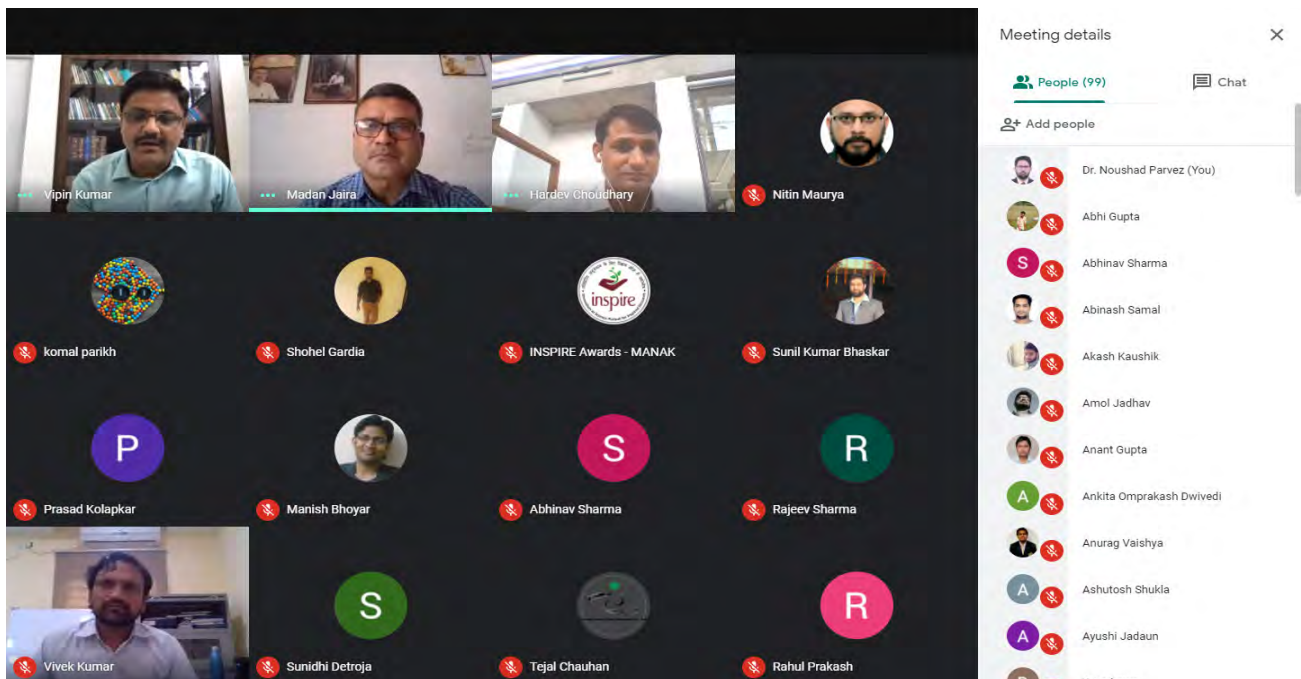 Vipin Kumar
Madan Jaira
Hardev Choudhary
Nitin Maurya
komal parikh
Shohel Gardia
inspire
INSPIRE Awards - MANAK
Sunil Kumar Bhaskar
P
Prasad Kolapkar
Manish Bhoyar
S
Abhinav Sharma
R
Rajeev Sharma
Vivek Kumar
S
Sunidhi Detroja
Tejal Chauhan
R
Rahul Prakash
Meeting details
People (99)
Chat
Add people
Dr. Noushad Parvez (You)
Abhi Gupta
S
Abhinav Sharma
Abinash Samal
Akash Kaushik
Amol Jadhav
Anant Gupta
A
Ankita Omprakash Dwivedi
Anurag Vaishya
A
Ashutosh Shukla
A
Ayushi Jadaun